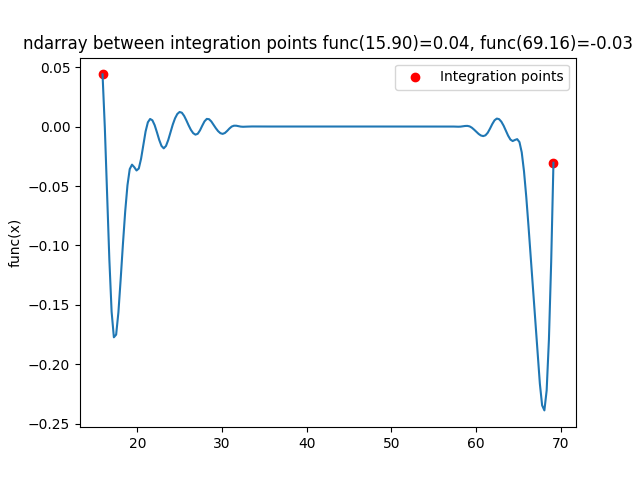 ndarray between integration points func(15.90)=0.04, func(69.16)=-0.03
Integration points
func(x)
0.05
0.00
−0.05
−0.10
−0.15
−0.20
−0.25
20 30 40 50 60 70